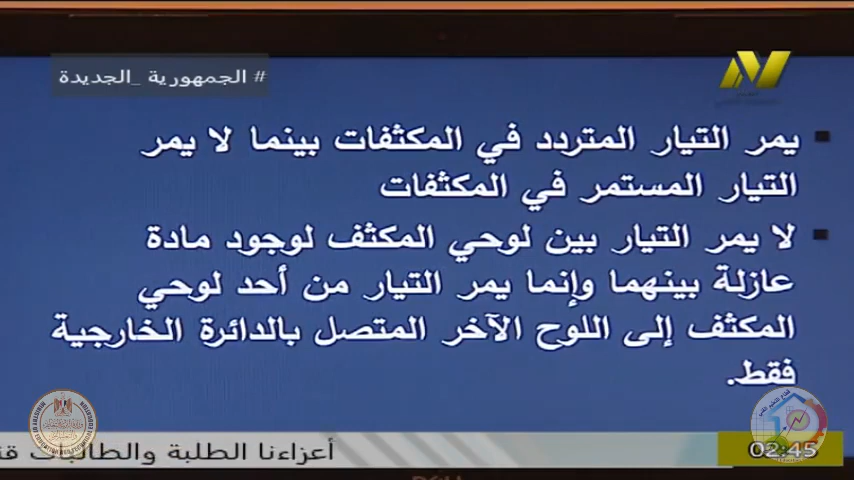 # الجمهورية _الجديدة
يمر التيار المتردد في المكثفات بينما لا يمر
التيار المستمر في المكثفات
لا يمر التيار بين لوحي المكثف لوجود مادة
عازلة بينهما وإنما يمر التيار من أحد لوحي
المكثف إلى اللوح الآخر المتصل بالدائرة الخارجية
فقط.
أعزاءنا الطلبة والطالبات
02:45